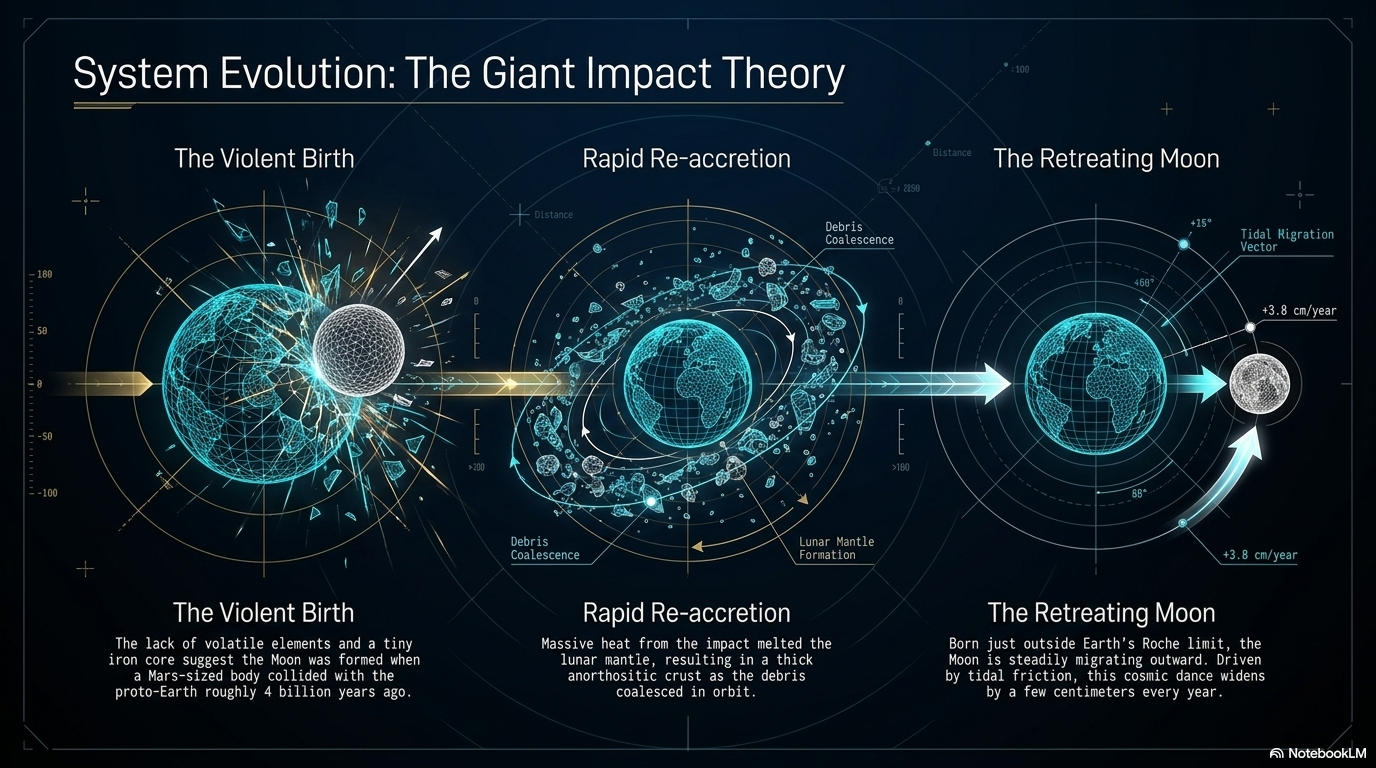 System Evolution: The Giant Impact Theory
:100
Distance
2850
Distance
The Violent Birth
Rapid Re-accretion
The Retreating Moon
180
50
0
-50
-100
0
>200
Debris
Coalescence
Debris
Coalescence
Lunar Mantle
Formation
0
>180
+15°
Tidal Migration
Vector
+60°
+3.8 cm/year
68°
+3.8 cm/year
The Violent Birth
The lack of volatile elements and a tiny
iron core suggest the Moon was formed when
a Mars-sized body collided with the
proto-Earth roughly 4 billion years ago.
Rapid Re-accretion
Massive heat from the impact melted the
lunar mantle, resulting in a thick
anorthositic crust as the debris
coalesced in orbit.
The Retreating Moon
Born just outside Earth's Roche limit, the
Moon is steadily migrating outward. Driven
by tidal friction, this cosmic dance widens
by a few centimeters every year.
NotebookLM